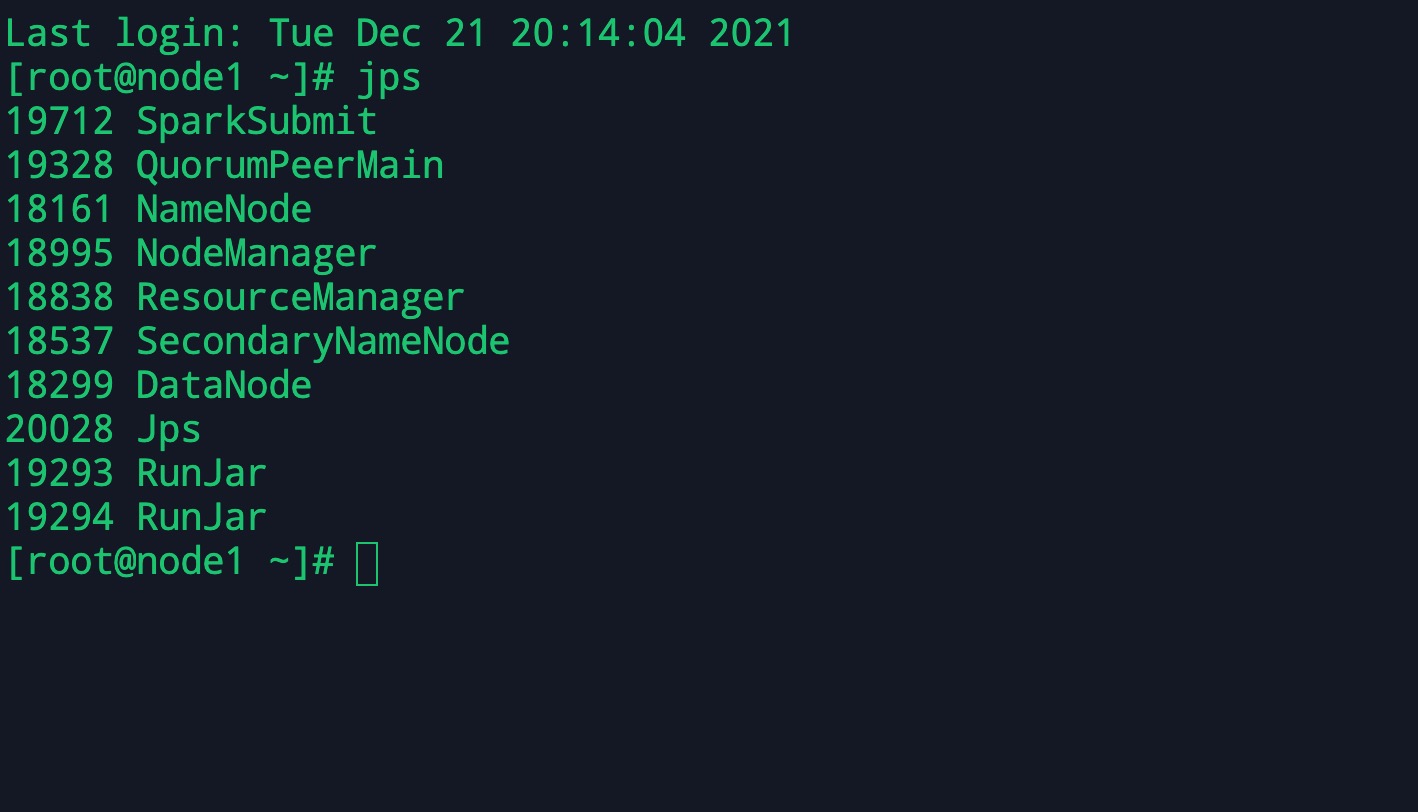 Last login: Tue Dec 21 20:14:04 2021
[root@node1 ~]# jps
19712 SparkSubmit
19328 QuorumPeerMain
18161 NameNode
18995 NodeManager
18838 ResourceManager
18537 SecondaryNameNode
18299 DataNode
20028 Jps
19293 RunJar
19294 RunJar
[root@node1 ~]#